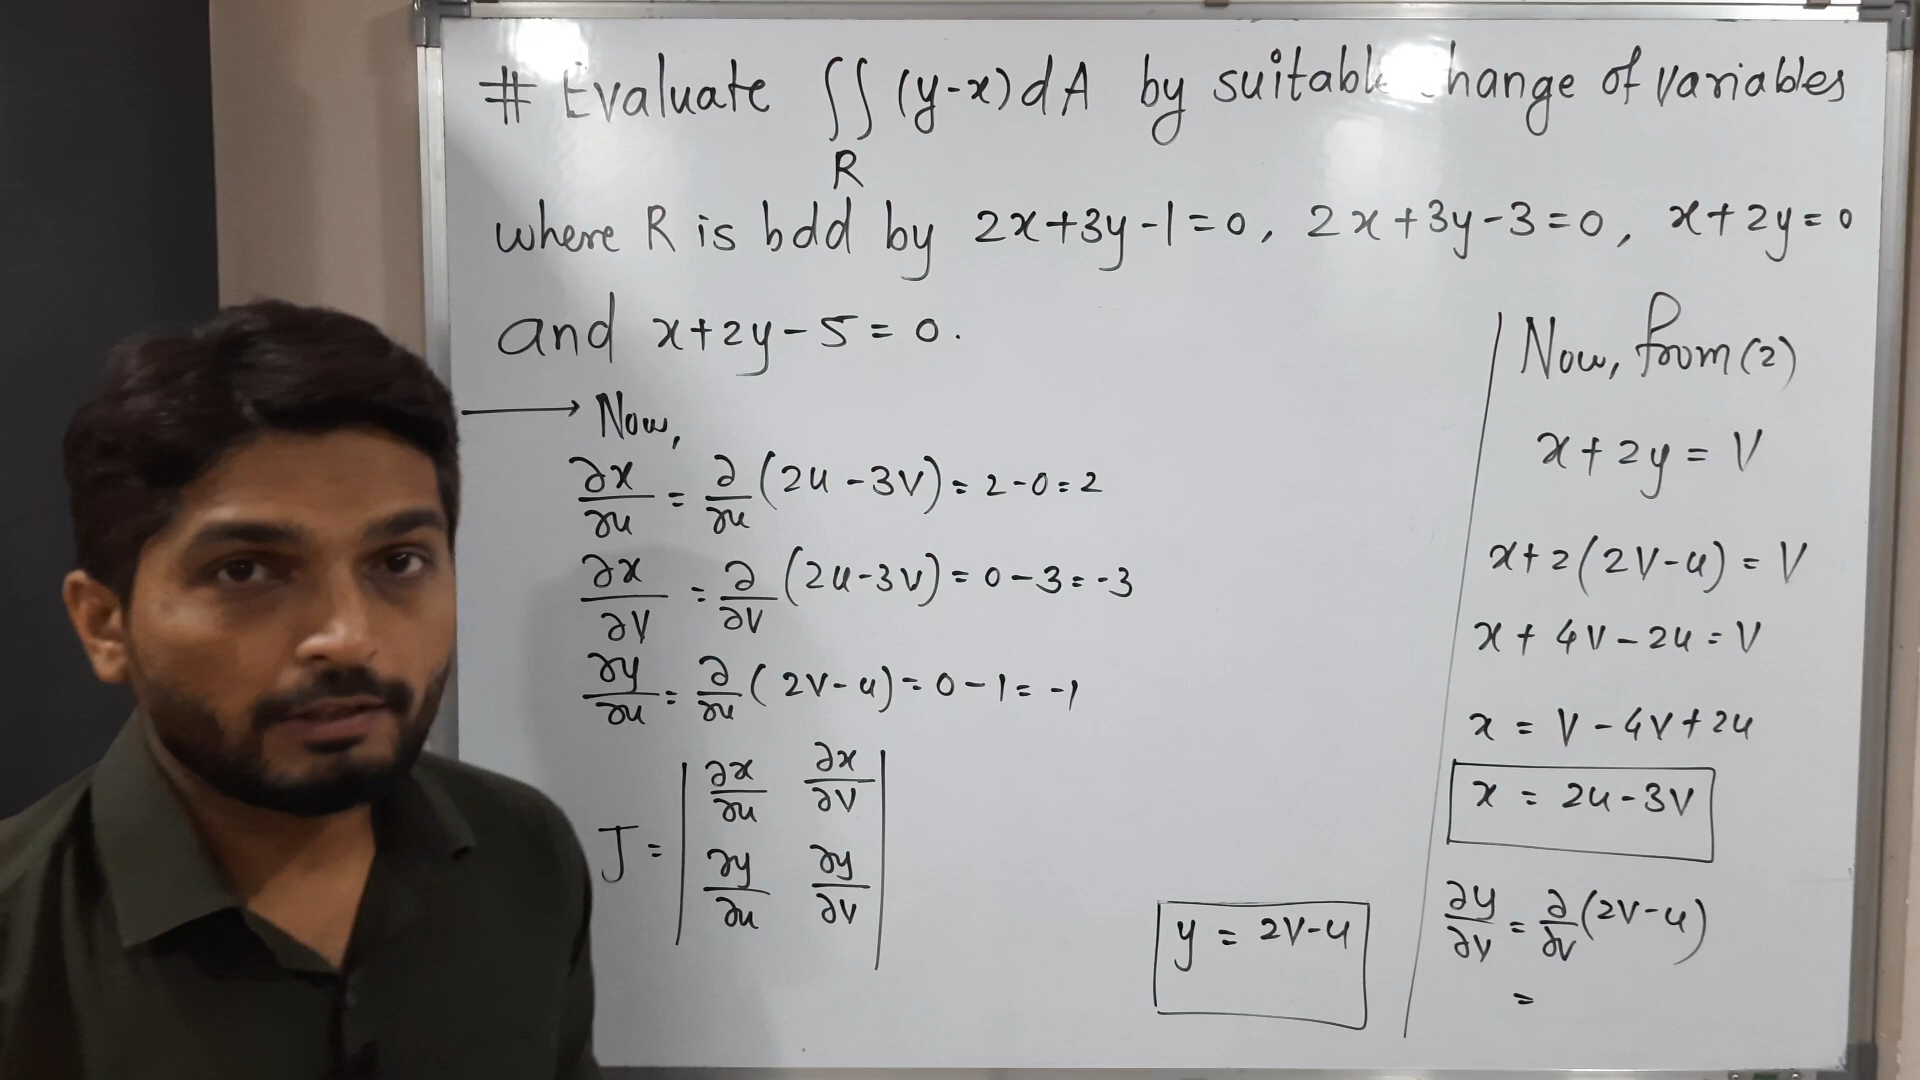 # Evaluate ∬_R (y-x) dA by suitable change of variables
where R is bdd by 2x+3y-1=0, 2x+3y-3=0, x+2y=0
and x+2y-5=0.
→ Now,
∂x/∂u = ∂/∂u (2u-3v) = 2-0 = 2
∂x/∂v = ∂/∂v (2u-3v) = 0-3 = -3
∂y/∂u = ∂/∂u (2v-u) = 0-1 = -1
J = | ∂x/∂u ∂x/∂v |
| ∂y/∂u ∂y/∂v |
y = 2v-u
Now, from (2)
x+2y = v
x+2(2v-u) = v
x+4v-2u = v
x = v-4v+2u
x = 2u-3v
∂y/∂v = ∂/∂v (2v-u)
=